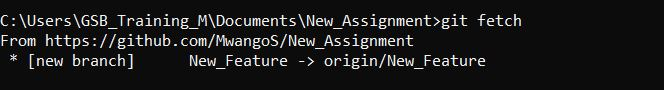 C:\Users\GSB_Training_M\Documents\New_Assignment>git fetch
From https://github.com/MwangoS/New_Assignment
 * [new branch]      New_Feature -> origin/New_Feature